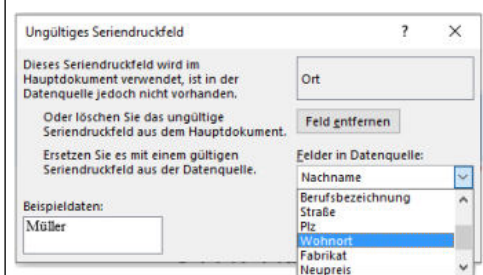 Ungültiges Seriendruckfeld ? ×
Dieses Seriendruckfeld wird im
Hauptdokument verwendet, ist in der
Datenquelle jedoch nicht vorhanden.
Ort
Oder löschen Sie das ungültige
Seriendruckfeld aus dem Hauptdokument.
Feld entfernen
Ersetzen Sie es mit einem gültigen
Seriendruckfeld aus der Datenquelle.
Felder in Datenquelle:
Nachname
Berufsbezeichnung
Straße
Plz
Wohnort
Fabrikat
Neupreis
Beispieldaten:
Müller